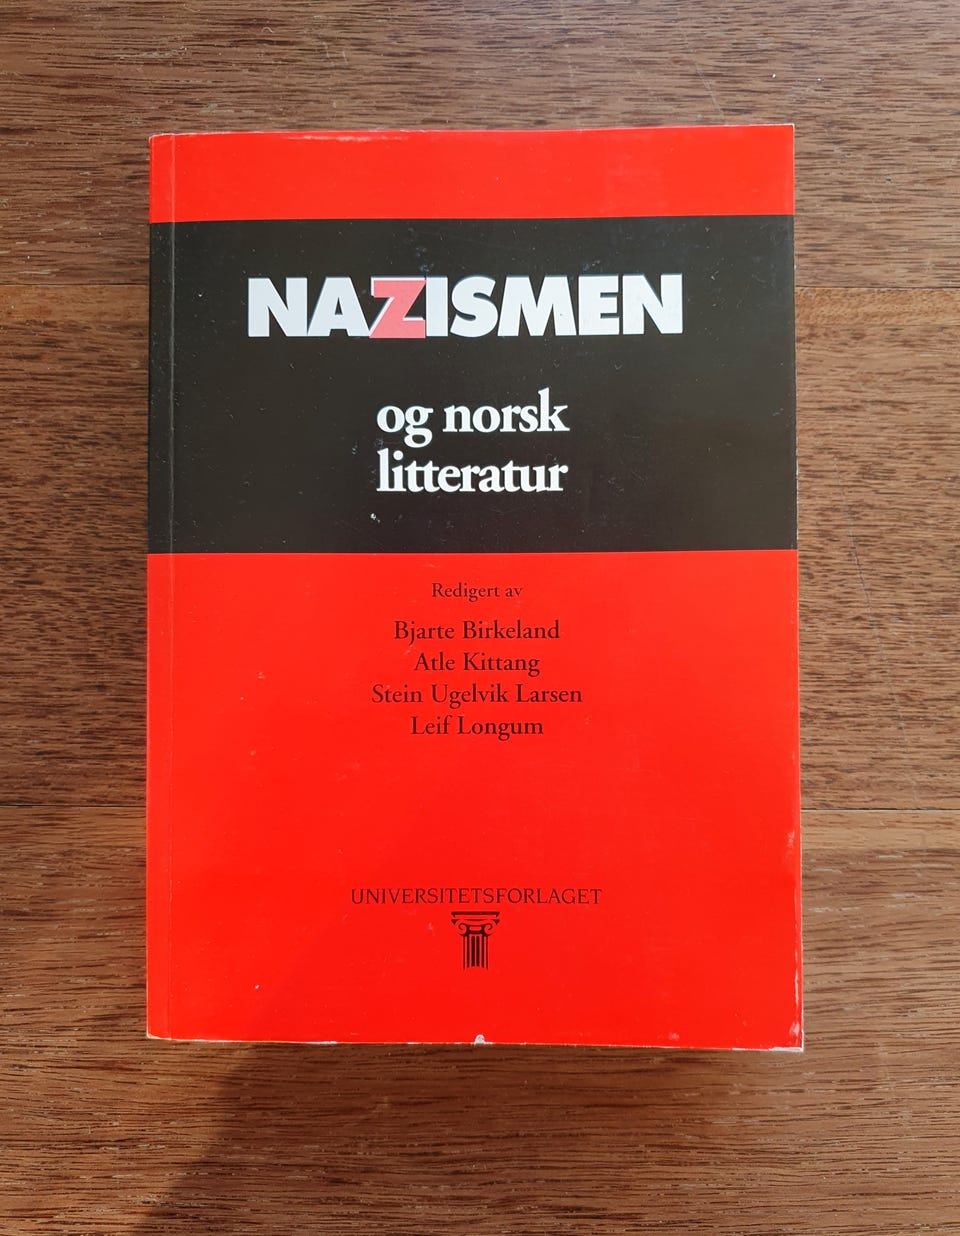 NAZISMEN
og norsk
litteratur
Redigert av
Bjarte Birkeland
Atle Kittang
Stein Ugelvik Larsen
Leif Longum
UNIVERSITETSFORLAGET